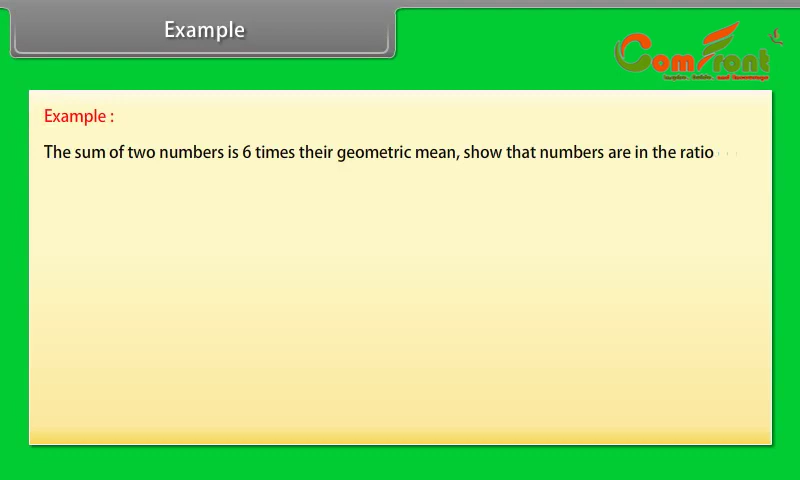 Example
ComFront
Example :
The sum of two numbers is 6 times their geometric mean, show that numbers are in the ratio